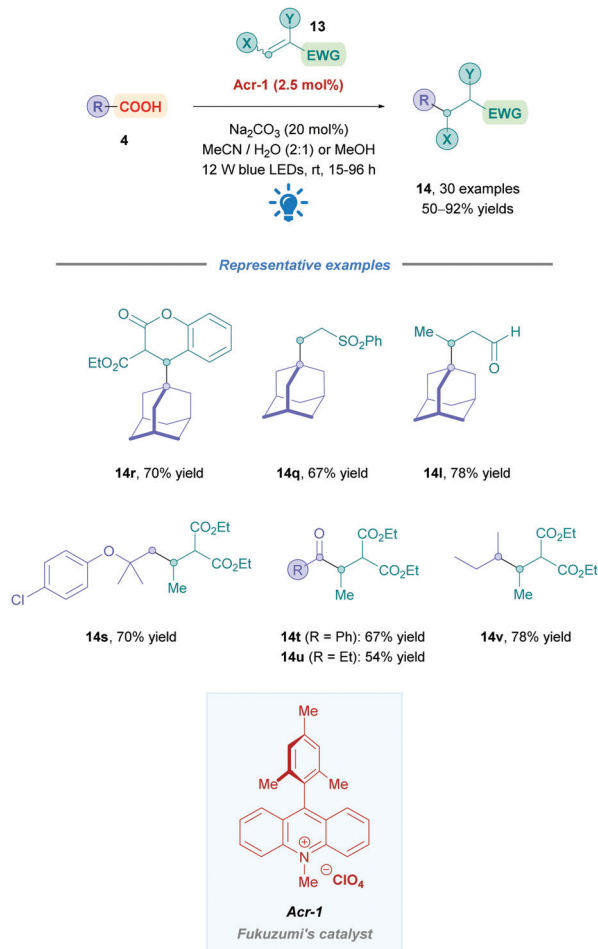 13
Y
X
EWG
Acr-1 (2.5 mol%)
R
COOH
4
Na2CO3 (20 mol%)
MeCN / H2O (2:1) or MeOH
12 W blue LEDs, rt, 15-96 h
Y
R
EWG
X
14, 30 examples
50–92% yields
Representative examples
O
O
EtO2C
14r, 70% yield
SO2Ph
14q, 67% yield
Me
H
O
14l, 78% yield
CO2Et
O
CO2Et
Cl
Me
14s, 70% yield
O
CO2Et
R
CO2Et
Me
14t (R = Ph): 67% yield
14u (R = Et): 54% yield
CO2Et
CO2Et
Me
14v, 78% yield
Me
Me
Me
N
⊕
Me
⊖ClO4
Acr-1
Fukuzumi's catalyst